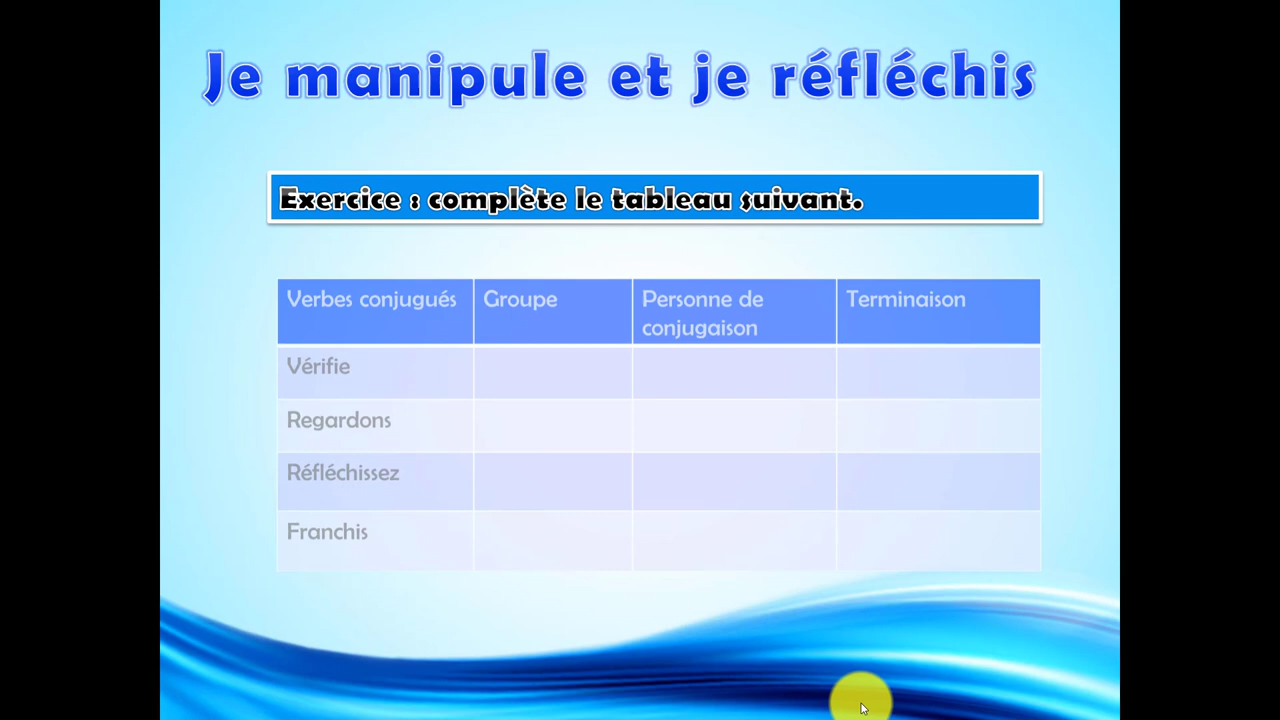 Je manipule et je réfléchis
Exercice : complète le tableau suivant.
Verbes conjugués Groupe Personne de conjugaison Terminaison
Vérifie
Regardons
Réfléchissez
Franchis